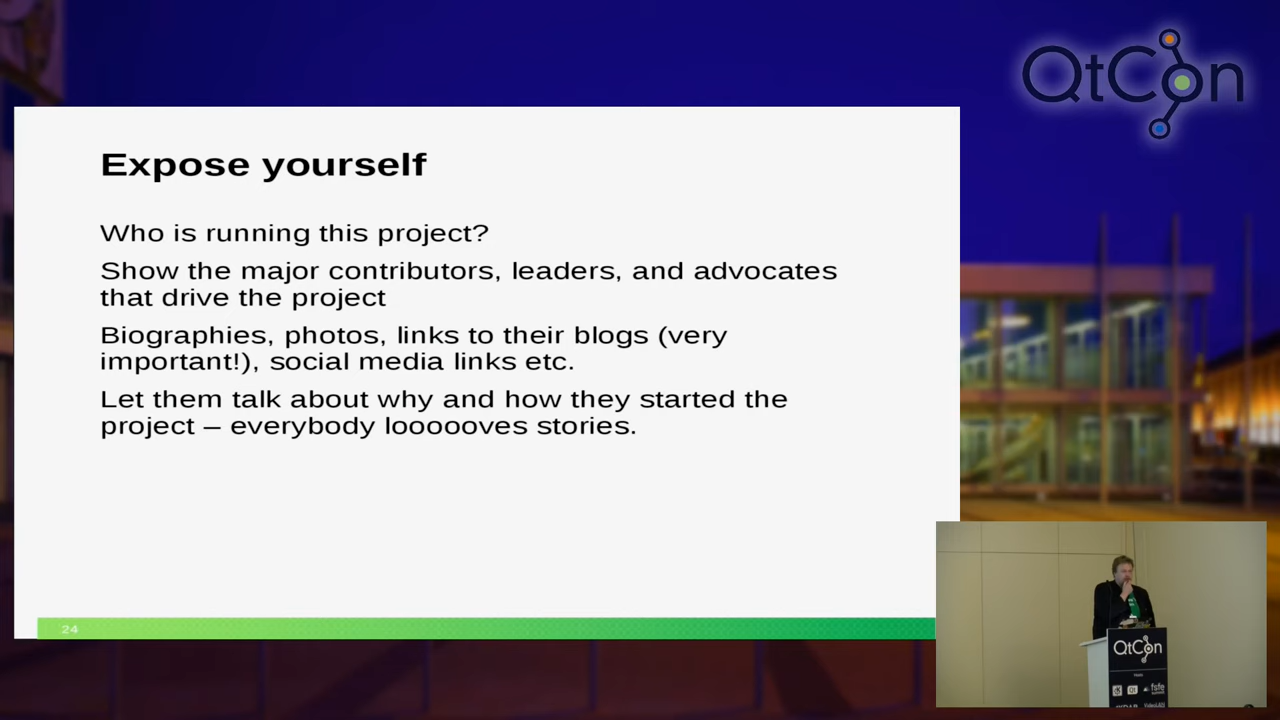 QtCon
Expose yourself
Who is running this project?
Show the major contributors, leaders, and advocates
that drive the project
Biographies, photos, links to their blogs (very
important!), social media links etc.
Let them talk about why and how they started the
project – everybody loooooves stories.
24
QtCon
fsfe